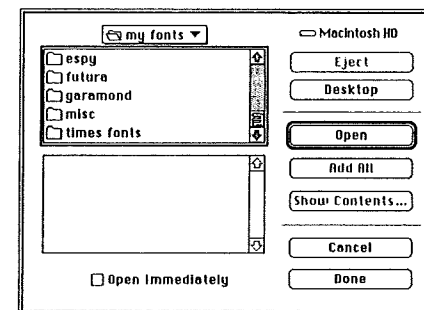 my fonts
Macintosh HD
espy
futura
garamond
misc
times fonts
Eject
Desktop
Open
Add All
Show Contents...
Cancel
Done
Open Immediately